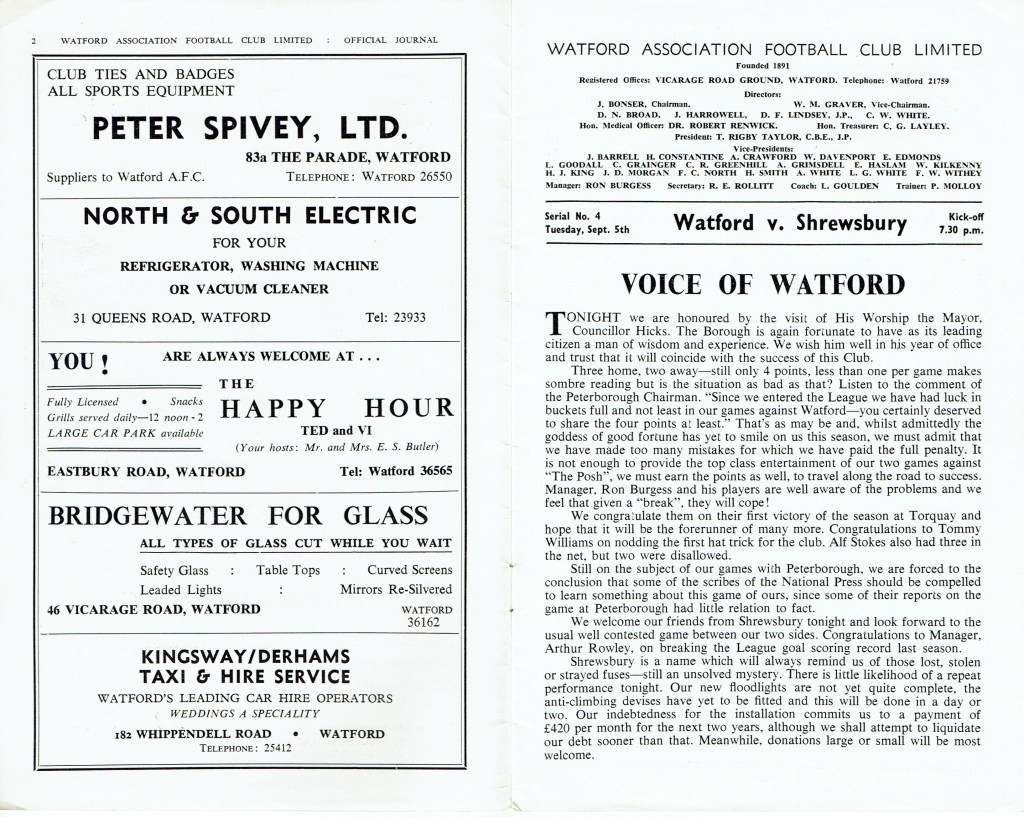 2 WATFORD ASSOCIATION FOOTBALL CLUB LIMITED : OFFICIAL JOURNAL
CLUB TIES AND BADGES
ALL SPORTS EQUIPMENT
PETER SPIVEY, LTD.
83a THE PARADE, WATFORD
Suppliers to Watford A.F.C. TELEPHONE: WATFORD 26550
NORTH & SOUTH ELECTRIC
FOR YOUR
REFRIGERATOR, WASHING MACHINE
OR VACUUM CLEANER
31 QUEENS ROAD, WATFORD Tel: 23933
YOU! ARE ALWAYS WELCOME AT . . .
THE
Fully Licensed • Snacks
Grills served daily—12 noon - 2
LARGE CAR PARK available
HAPPY HOUR
TED and VI
(Your hosts: Mr. and Mrs. E. S. Butler)
EASTBURY ROAD, WATFORD Tel: Watford 36565
BRIDGEWATER FOR GLASS
ALL TYPES OF GLASS CUT WHILE YOU WAIT
Safety Glass : Table Tops : Curved Screens
Leaded Lights : Mirrors Re-Silvered
46 VICARAGE ROAD, WATFORD WATFORD
36162
KINGSWAY/DERHAMS
TAXI & HIRE SERVICE
WATFORD'S LEADING CAR HIRE OPERATORS
WEDDINGS A SPECIALITY
182 WHIPPENDELL ROAD • WATFORD
TELEPHONE: 25412
WATFORD ASSOCIATION FOOTBALL CLUB LIMITED
Founded 1891
Registered Offices: VICARAGE ROAD GROUND, WATFORD. Telephone: Watford 21759
Directors:
J. BONSER, Chairman. W. M. GRAVER, Vice-Chairman.
D. N. BROAD, J. HARROWELL, D. F. LINDSEY, J.P., C. W. WHITE.
Hon. Medical Officer: DR. ROBERT RENWICK. Hon. Treasurer: C. G. LAYLEY.
President: T. RIGBY TAYLOR, C.B.E., J.P.
Vice-Presidents:
J. BARRELL H. CONSTANTINE A. CRAWFORD W. DAVENPORT E. EDMONDS
L. GOODALL C. GRAINGER C. R. GREENHILL A. GRIMSDELL E. HASLAM W. KILKENNY
H. J. KING J. D. MORGAN F. C. NORTH H. SMITH A. WHITE L. G. WHITE F. W. WITHEY
Manager: RON BURGESS Secretary: R. E. ROLLITT Coach: L. GOULDEN Trainer: P. MOLLOY
Serial No. 4
Tuesday, Sept. 5th
Watford v. Shrewsbury
Kick-off
7.30 p.m.
VOICE OF WATFORD
TONIGHT we are honoured by the visit of His Worship the Mayor,
Councillor Hicks. The Borough is again fortunate to have as its leading
citizen a man of wisdom and experience. We wish him well in his year of office
and trust that it will coincide with the success of this Club.
Three home, two away—still only 4 points, less than one per game makes
sombre reading but is the situation as bad as that? Listen to the comment of
the Peterborough Chairman. "Since we entered the League we have had luck in
buckets full and not least in our games against Watford—you certainly deserved
to share the four points at least." That's as may be and, whilst admittedly the
goddess of good fortune has yet to smile on us this season, we must admit that
we have made too many mistakes for which we have paid the full penalty. It
is not enough to provide the top class entertainment of our two games against
"The Posh", we must earn the points as well, to travel along the road to success.
Manager, Ron Burgess and his players are well aware of the problems and we
feel that given a "break", they will cope!
We congratulate them on their first victory of the season at Torquay and
hope that it will be the forerunner of many more. Congratulations to Tommy
Williams on nodding the first hat trick for the club. Alf Stokes also had three in
the net, but two were disallowed.
Still on the subject of our games with Peterborough, we are forced to the
conclusion that some of the scribes of the National Press should be compelled
to learn something about this game of ours, since some of their reports on the
game at Peterborough had little relation to fact.
We welcome our friends from Shrewsbury tonight and look forward to the
usual well contested game between our two sides. Congratulations to Manager,
Arthur Rowley, on breaking the League goal scoring record last season.
Shrewsbury is a name which will always remind us of those lost, stolen
or strayed fuses—still an unsolved mystery. There is little likelihood of a repeat
performance tonight. Our new floodlights are not yet quite complete, the
anti-climbing devises have yet to be fitted and this will be done in a day or
two. Our indebtedness for the installation commits us to a payment of
£420 per month for the next two years, although we shall attempt to liquidate
our debt sooner than that. Meanwhile, donations large or small will be most
welcome.